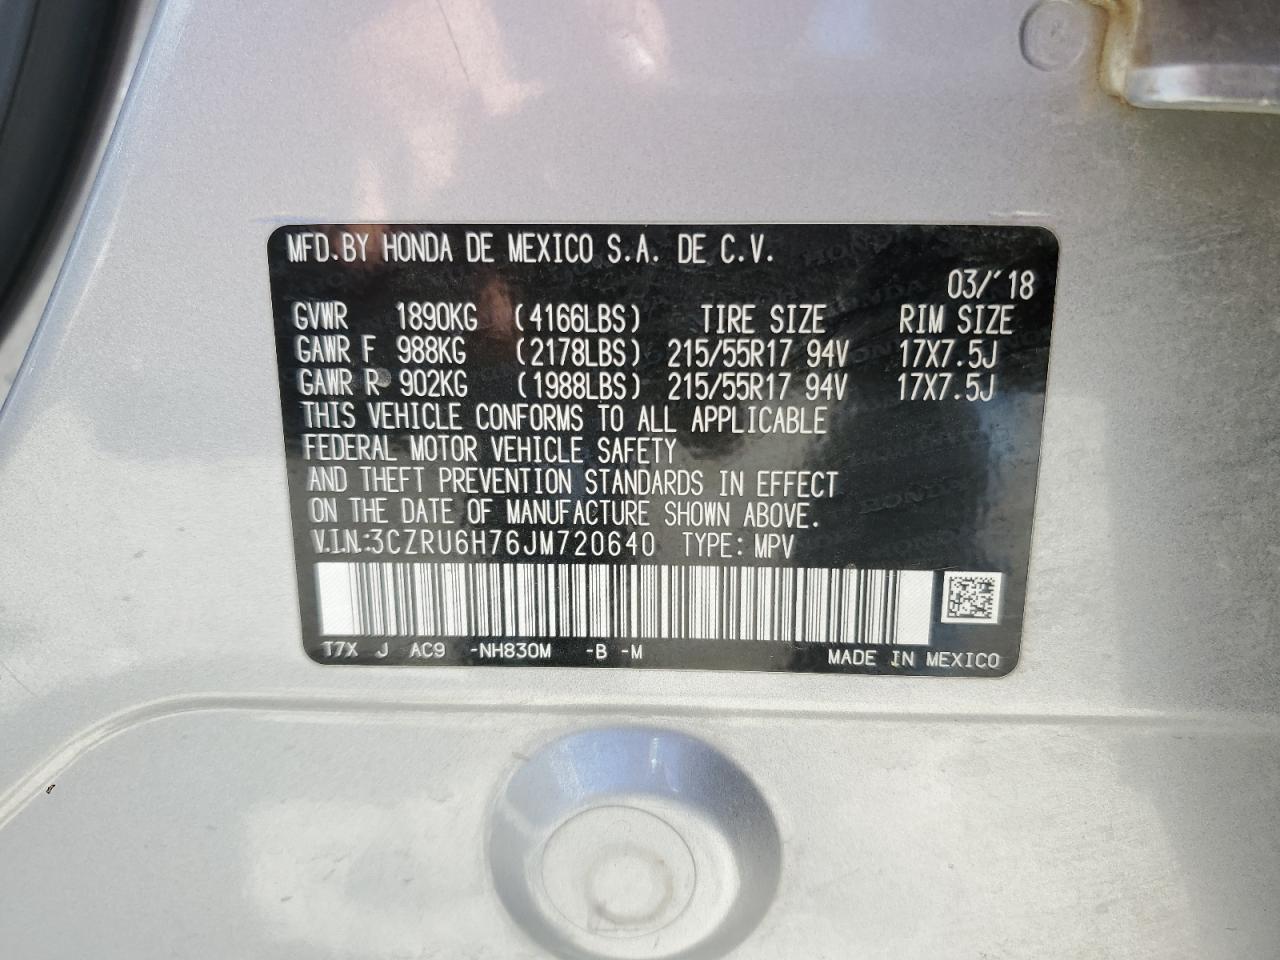 MFD.BY HONDA DE MEXICO S.A. DE C.V.
03/'18
GVWR 1890KG (4166LBS) TIRE SIZE RIM SIZE
GAWR F 988KG (2178LBS) 215/55R17 94V 17X7.5J
GAWR R 902KG (1988LBS) 215/55R17 94V 17X7.5J
THIS VEHICLE CONFORMS TO ALL APPLICABLE
FEDERAL MOTOR VEHICLE SAFETY
AND THEFT PREVENTION STANDARDS IN EFFECT
ON THE DATE OF MANUFACTURE SHOWN ABOVE.
V.I.N.:3CZRU6H76JM720640 TYPE: MPV
T7X J AC9 -NH830M -B -M
MADE IN MEXICO